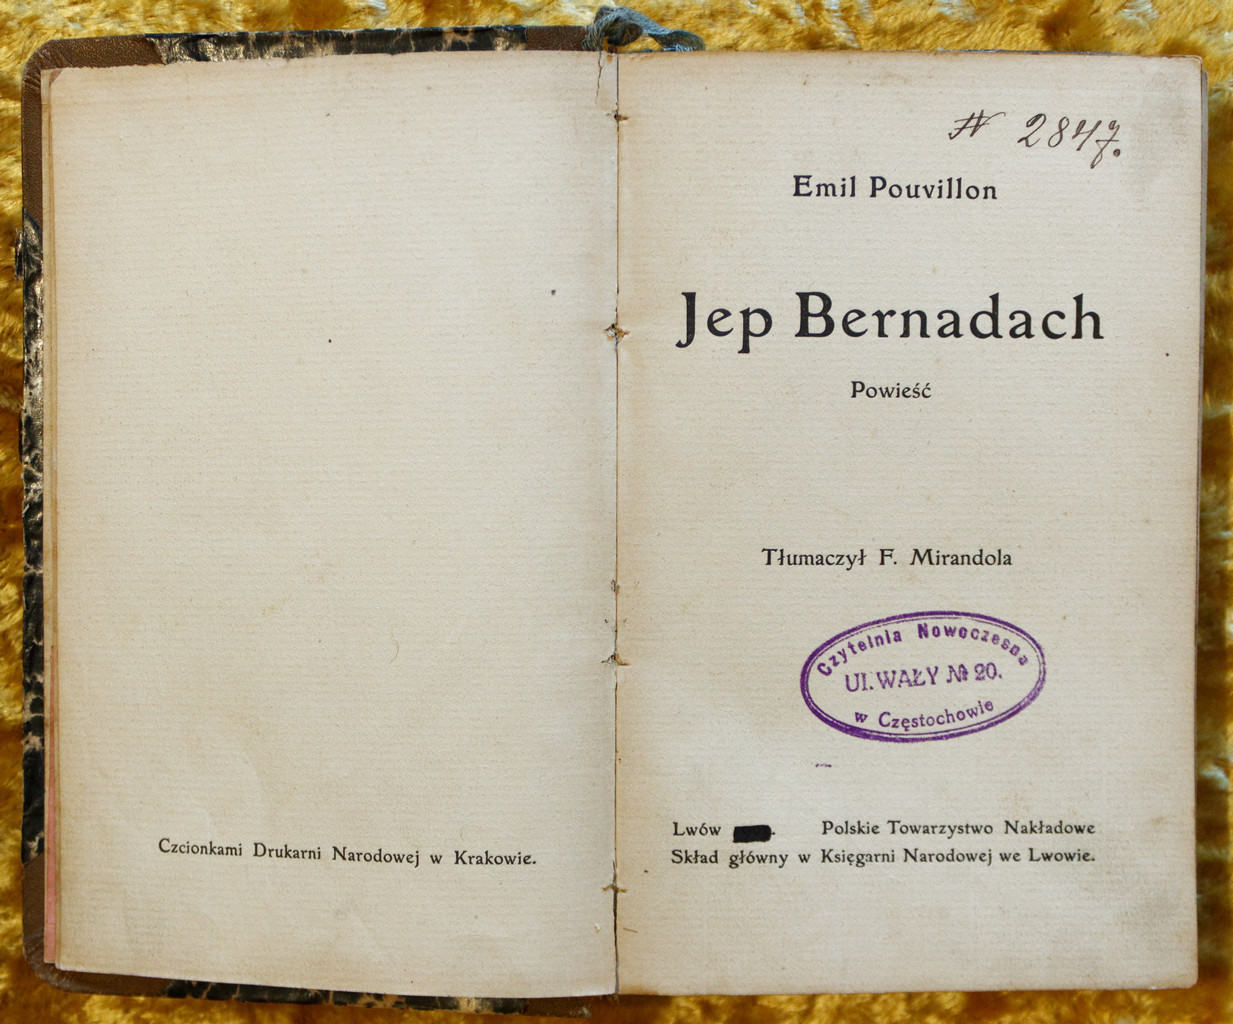 Czcionkami Drukarni Narodowej w Krakowie.
№ 2847.
Emil Pouvillon
Jep Bernadach
Powieść
Tłumaczył F. Mirandola
Czytelnia Nowoczesna
Ul. WAŁY № 20.
w Częstochowie
Lwów . Polskie Towarzystwo Nakładowe
Skład główny w Księgarni Narodowej we Lwowie.